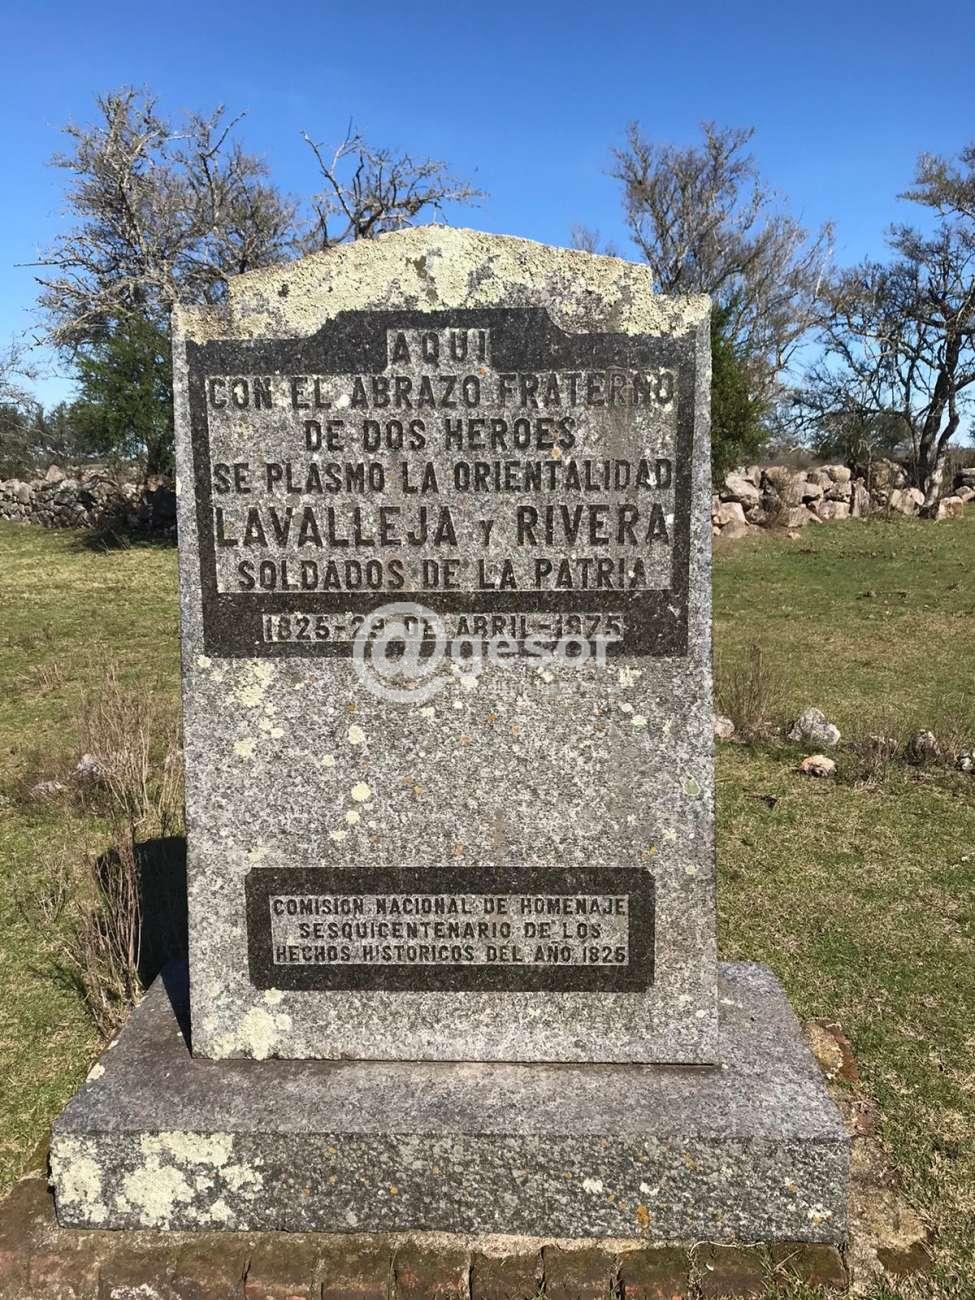 AQUI
CON EL ABRAZO FRATERNO
DE DOS HEROES
SE PLASMO LA ORIENTALIDAD
LAVALLEJA Y RIVERA
SOLDADOS DE LA PATRIA
1825-29 DE ABRIL-1975
@gesor
COMISION NACIONAL DE HOMENAJE
SESQUICENTENARIO DE LOS
HECHOS HISTORICOS DEL AÑO 1825